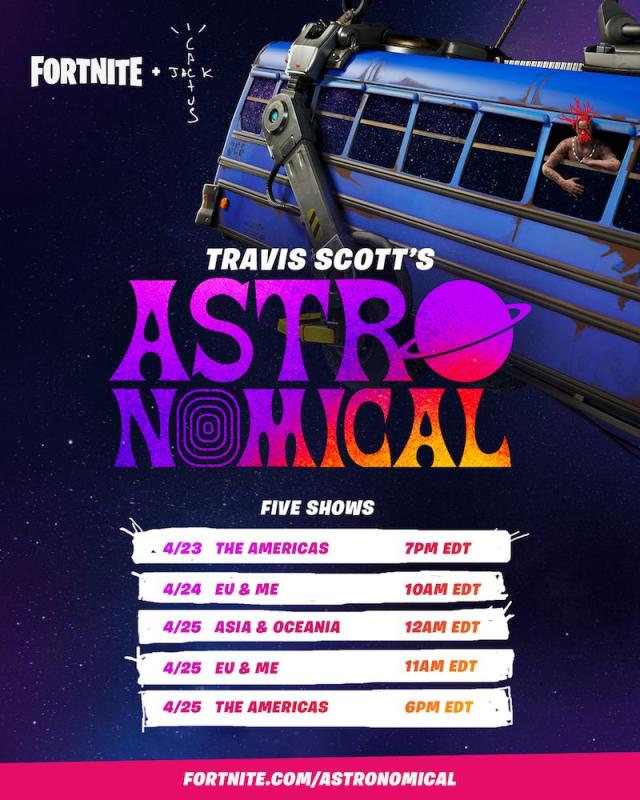 FORTNITE + CACTUS JACK
TRAVIS SCOTT'S
ASTRO
NOMICAL
FIVE SHOWS
4/23 THE AMERICAS 7PM EDT
4/24 EU & ME 10AM EDT
4/25 ASIA & OCEANIA 12AM EDT
4/25 EU & ME 11AM EDT
4/25 THE AMERICAS 6PM EDT
FORTNITE.COM/ASTRONOMICAL